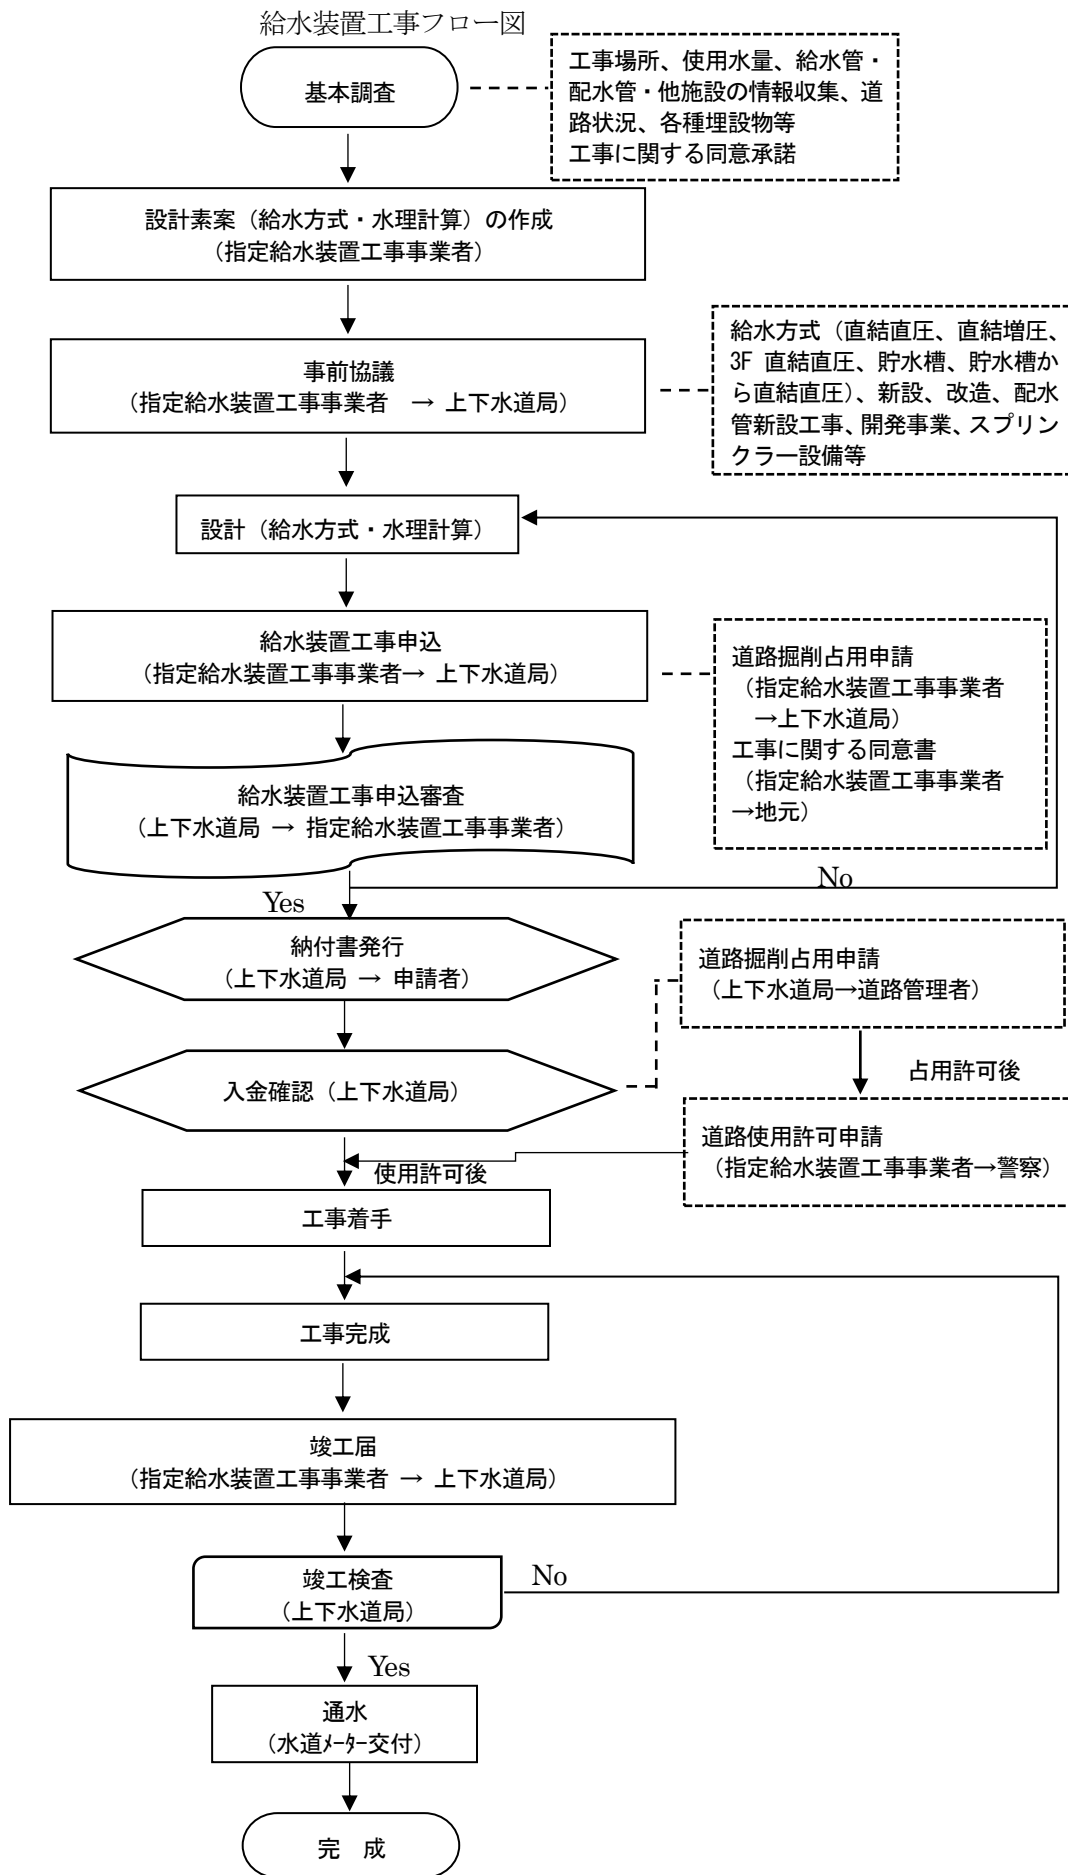 給水装置工事フロー図
基本調査
工事場所、使用水量、給水管・
配水管・他施設の情報収集、道
路状況、各種埋設物等
工事に関する同意承諾
設計素案（給水方式・水理計算）の作成
（指定給水装置工事事業者）
事前協議
（指定給水装置工事事業者　→ 上下水道局）
給水方式（直結直圧、直結増圧、
3F 直結直圧、貯水槽、貯水槽か
ら直結直圧）、新設、改造、配水
管新設工事、開発事業、スプリン
クラー設備等
設計（給水方式・水理計算）
給水装置工事申込
（指定給水装置工事事業者→ 上下水道局）
道路掘削占用申請
（指定給水装置工事事業者
→上下水道局）
工事に関する同意書
（指定給水装置工事事業者
→地元）
給水装置工事申込審査
（上下水道局 → 指定給水装置工事事業者）
No
Yes
納付書発行
（上下水道局 → 申請者）
道路掘削占用申請
（上下水道局→道路管理者）
占用許可後
入金確認（上下水道局）
道路使用許可申請
（指定給水装置工事事業者→警察）
使用許可後
工事着手
工事完成
竣工届
（指定給水装置工事事業者 → 上下水道局）
竣工検査
（上下水道局）
No
Yes
通水
（水道ﾒｰﾀｰ交付）
完　成